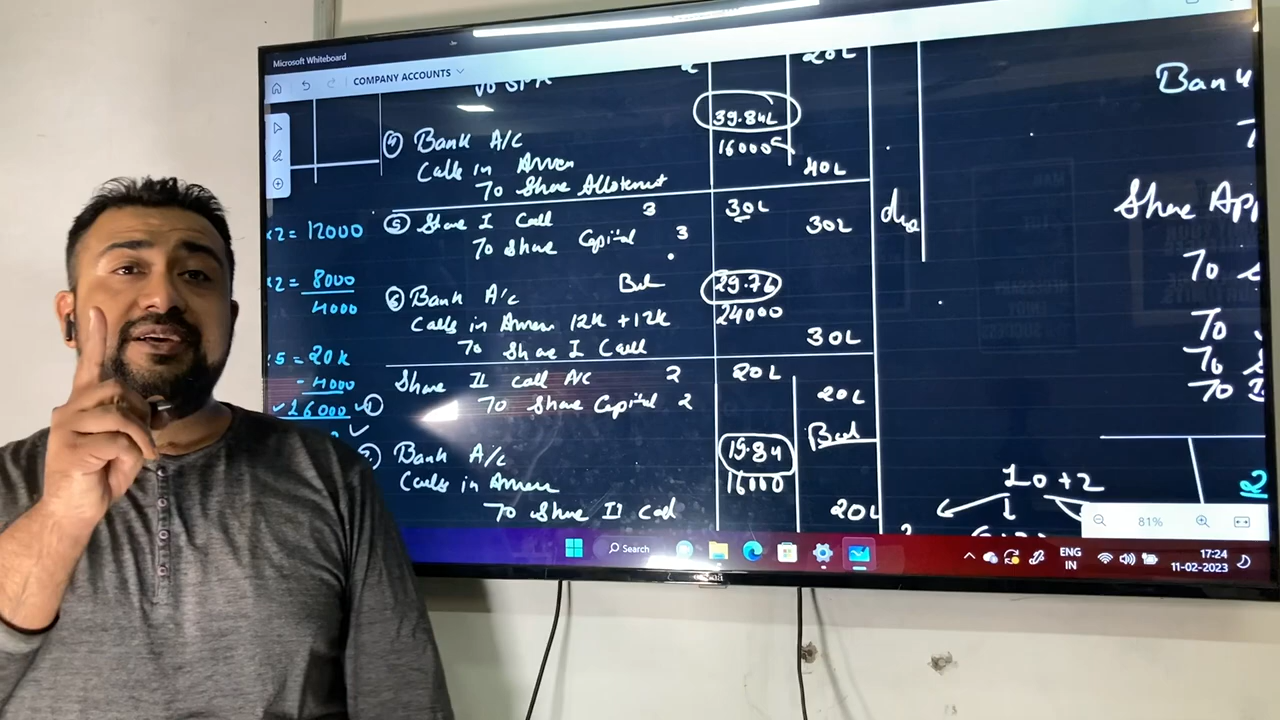 Microsoft Whiteboard
COMPANY ACCOUNTS
20L
④ Bank A/c 39.84L
Calls in Arrear 16000
To Share Allotment 40L
x2 = 12000
x2 = 8000
4000
5 = 20k
- 4000
16000 ①
⑤ Share I Call 3 30L
To Share Capital 3 30L
⑥ Bank A/c Bal 29.76
Calls in Arrear 12k + 12k 24000
To Share I Call 30L
Share II call A/c 2 20L
To Share Capital 2 20L
Bal
Bank A/c 19.84
Calls in Arrear 16000
To Share II call 20L
Bank
Share App
To
To
To
10 + 2
81%
Search
ENG
IN
17:24
11-02-2023